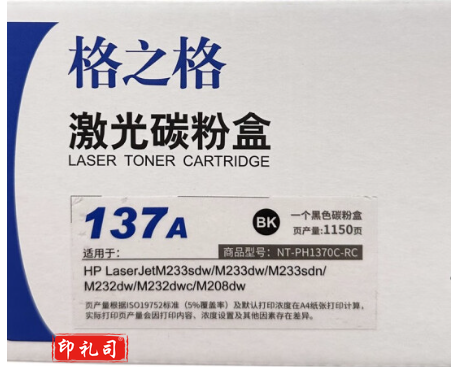 格之格
激光碳粉盒
LASER TONER CARTRIDGE
137A BK 一个黑色碳粉盒
页产量:1150页
适用于: 商品型号: NT-PH1370C-RC
HP LaserJetM233sdw/M233dw/M233sdn/
M232dw/M232dwc/M208dw
页产量根据ISO19752标准（5%覆盖率）及默认打印浓度在A4纸张打印计算，
实际打印页产量会因打印内容、浓度设置及其他因素存在差异。
印礼司